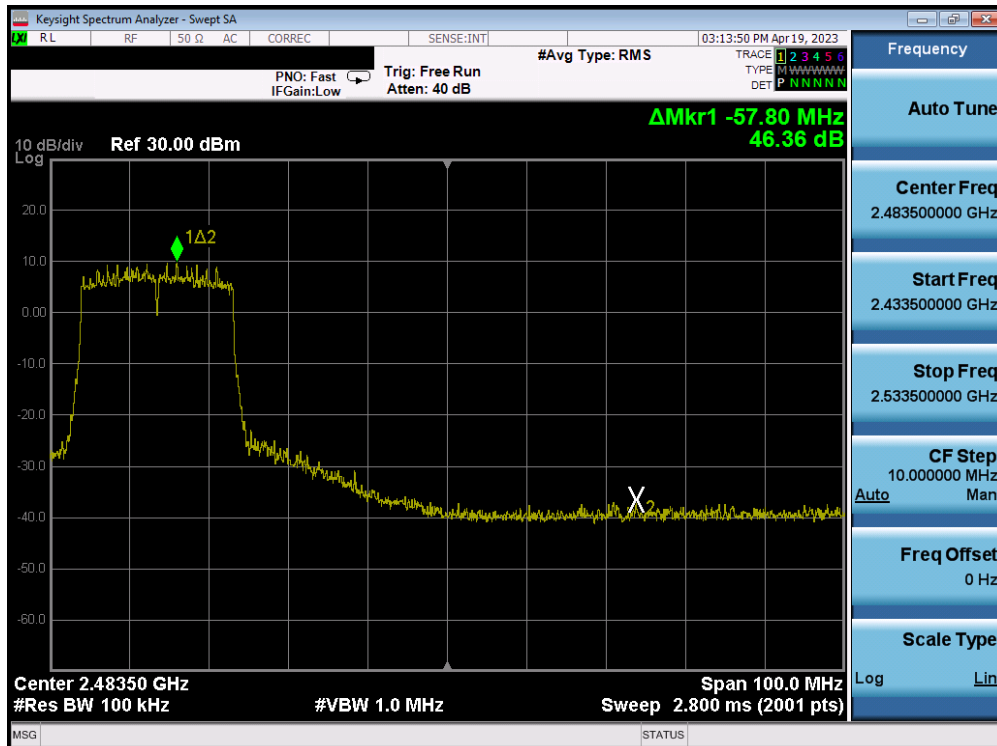 Keysight Spectrum Analyzer - Swept SA
LXI RL RF 50 Ω AC CORREC SENSE:INT 03:13:50 PM Apr 19, 2023
Frequency
#Avg Type: RMS
TRACE 1 2 3 4 5 6
TYPE M WWWWW
DET P N N N N N
PNO: Fast
IFGain:Low
Trig: Free Run
Atten: 40 dB
Auto Tune
ΔMkr1 -57.80 MHz
46.36 dB
10 dB/div
Log
Ref 30.00 dBm
20.0
10.0
0.00
-10.0
-20.0
-30.0
-40.0
-50.0
-60.0
1Δ2
X2
Center Freq
2.483500000 GHz
Start Freq
2.433500000 GHz
Stop Freq
2.533500000 GHz
CF Step
10.000000 MHz
Auto Man
Freq Offset
0 Hz
Scale Type
Log Lin
Center 2.48350 GHz
Span 100.0 MHz
#Res BW 100 kHz
#VBW 1.0 MHz
Sweep 2.800 ms (2001 pts)
MSG
STATUS